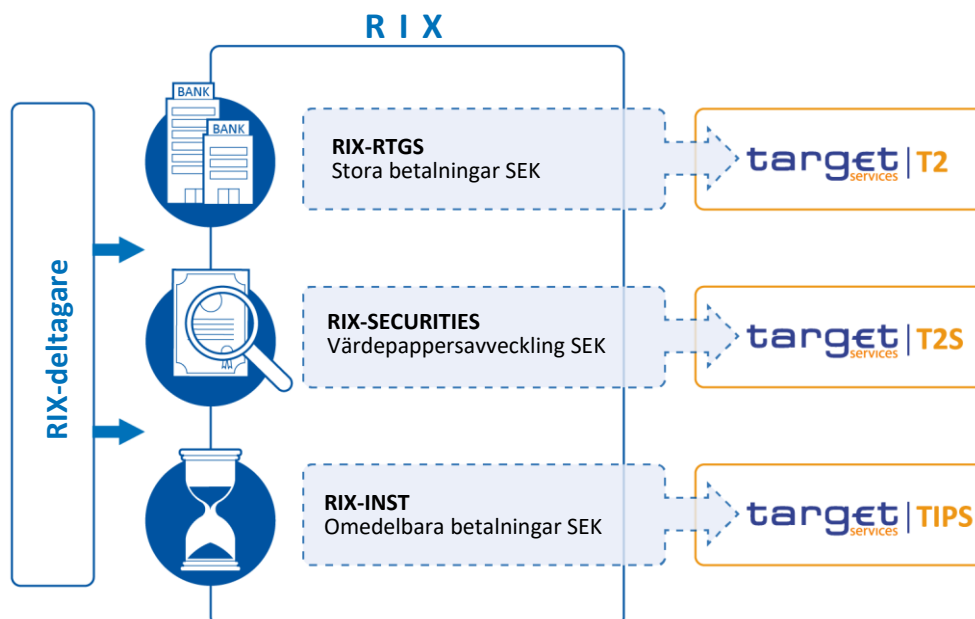 R I X
BANK
BANK
RIX-deltagare
RIX-RTGS
Stora betalningar SEK
target services | T2
RIX-SECURITIES
Värdepappersavveckling SEK
target services | T2S
RIX-INST
Omedelbara betalningar SEK
target services | TIPS